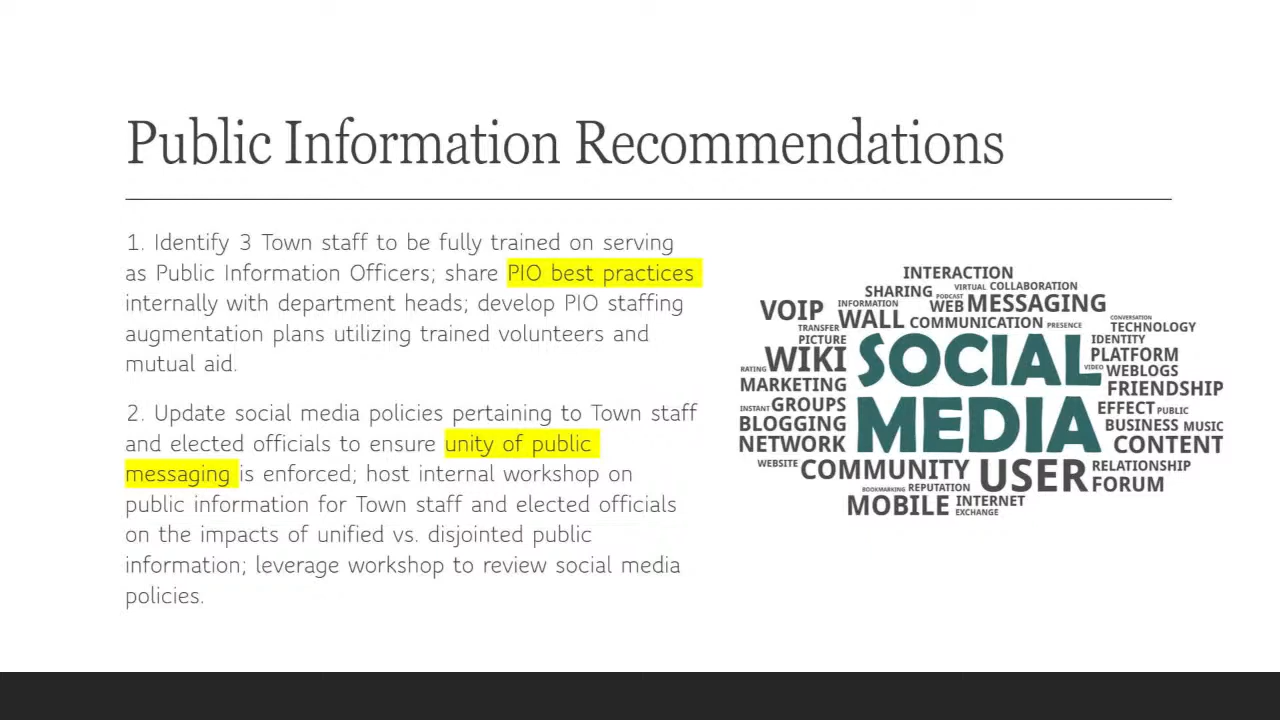 Public Information Recommendations
1. Identify 3 Town staff to be fully trained on serving
as Public Information Officers; share PIO best practices
internally with department heads; develop PIO staffing
augmentation plans utilizing trained volunteers and
mutual aid.
2. Update social media policies pertaining to Town staff
and elected officials to ensure unity of public
messaging is enforced; host internal workshop on
public information for Town staff and elected officials
on the impacts of unified vs. disjointed public
information; leverage workshop to review social media
policies.
INTERACTION
SHARING VIRTUAL COLLABORATION
VOIP INFORMATION PODCAST WEB MESSAGING
TRANSFER WALL COMMUNICATION PRESENCE CONVERSATION TECHNOLOGY
PICTURE SOCIAL IDENTITY
WIKI PLATFORM
RATING VIDEO WEBLOGS
MARKETING FRIENDSHIP
INSTANT GROUPS MEDIA EFFECT PUBLIC
BLOGGING BUSINESS MUSIC
NETWORK CONTENT
WEBSITE COMMUNITY USER RELATIONSHIP
BOOKMARKING REPUTATION FORUM
MOBILE INTERNET
EXCHANGE